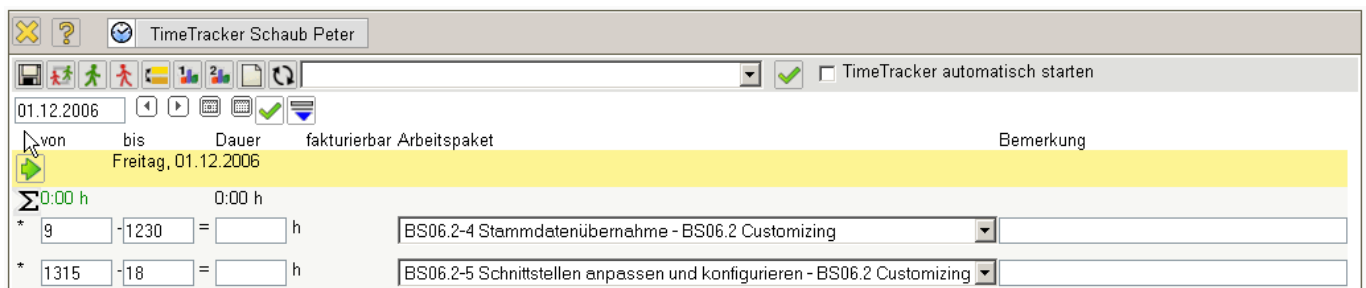 TimeTracker Schaub Peter
TimeTracker automatisch starten
01.12.2006
von bis Dauer fakturierbar Arbeitspaket Bemerkung
Freitag, 01.12.2006
Σ 0:00 h 0:00 h
* 9 - 1230 = h BS06.2-4 Stammdatenübernahme - BS06.2 Customizing
* 1315 - 18 = h BS06.2-5 Schnittstellen anpassen und konfigurieren - BS06.2 Customizing